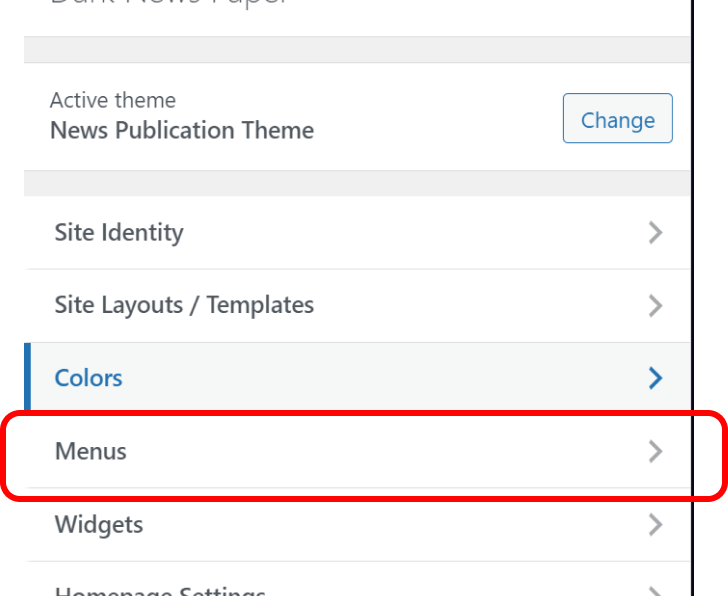 Dark News Paper
Active theme
News Publication Theme
Change
Site Identity
Site Layouts / Templates
Colors
Menus
Widgets
Homepage Settings